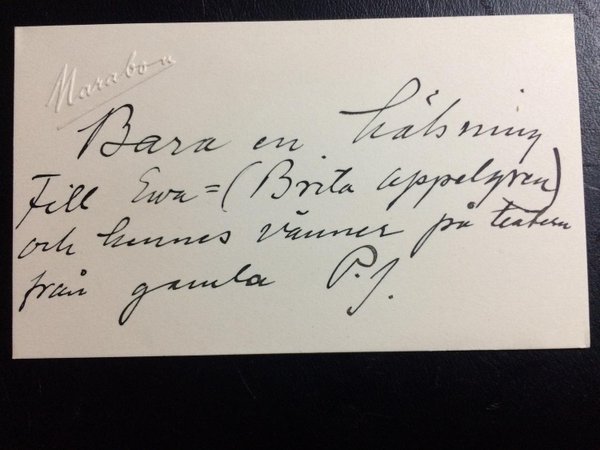 Marabou
Bara en hälsning
Till Ewa = (Brita Appelgren)
och hennes vänner på teatern
från gamla P.J.